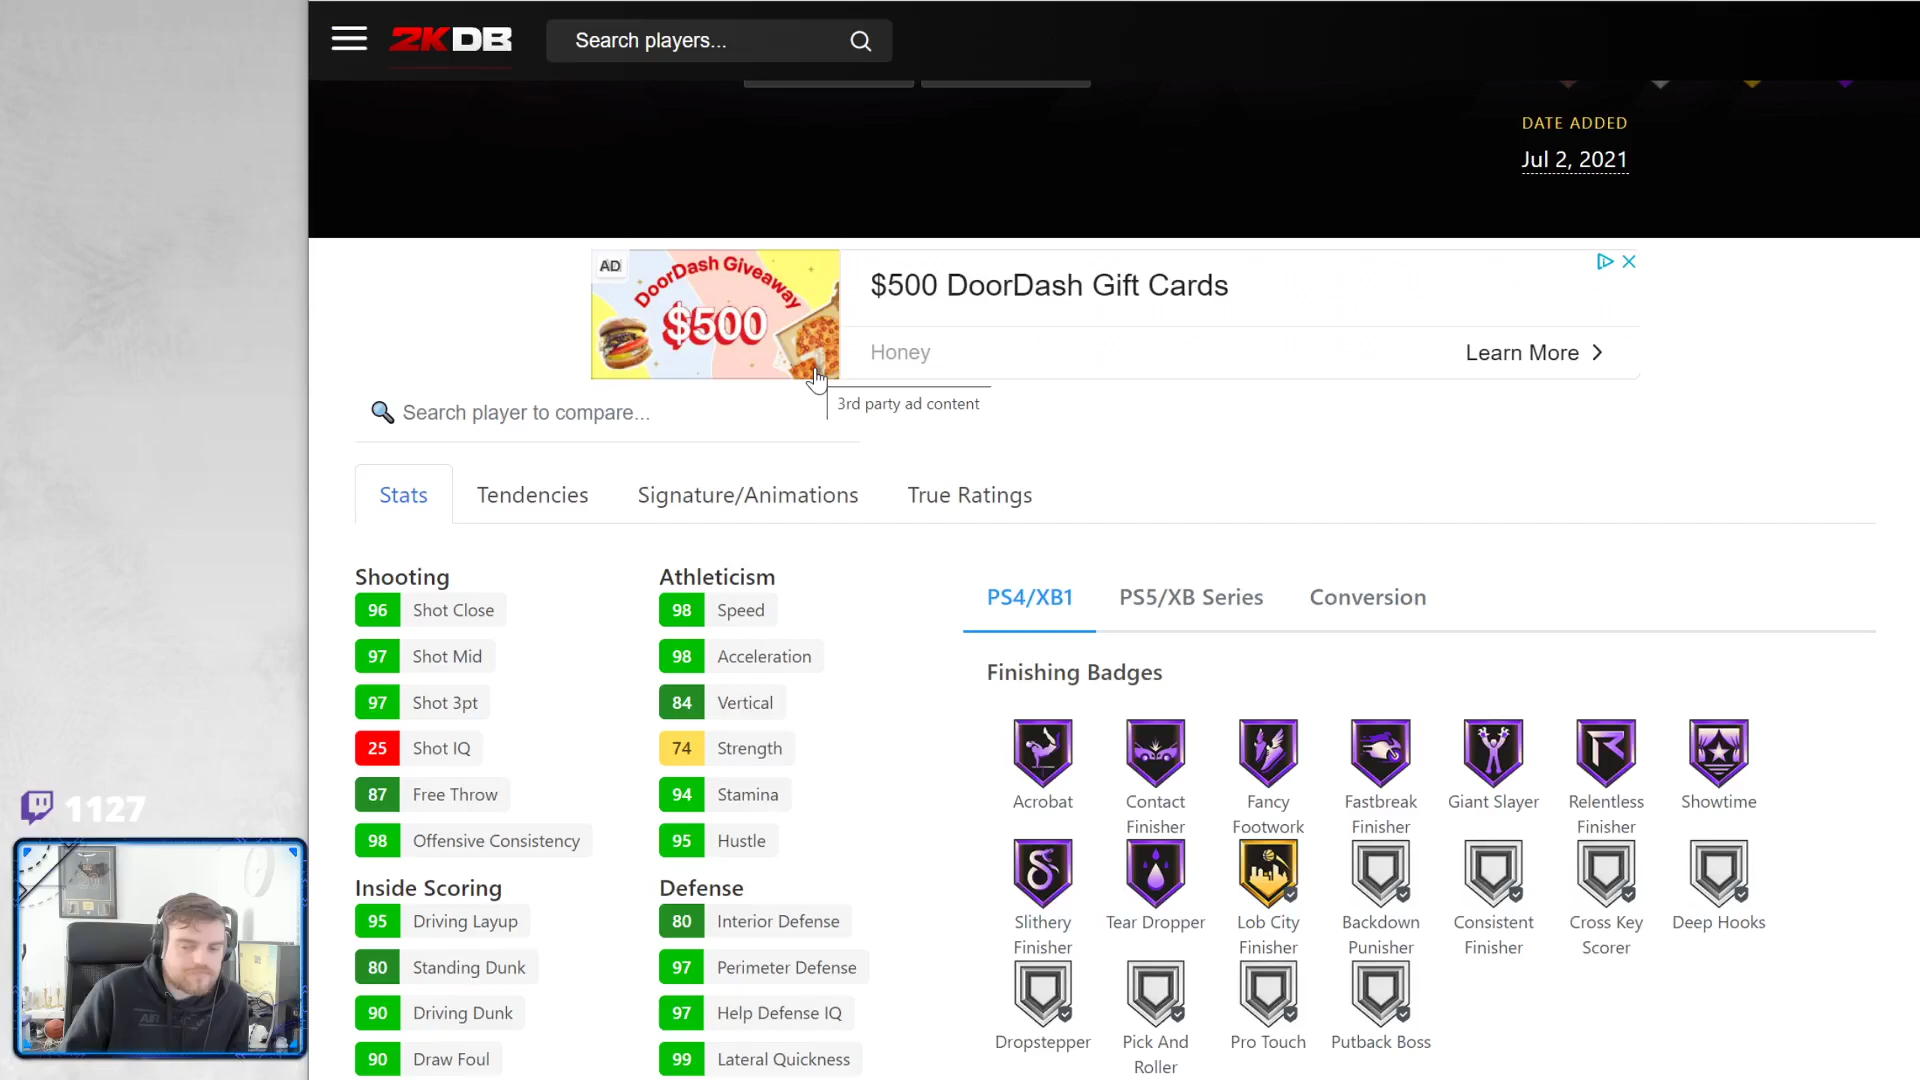 2KDB
Search players...
DATE ADDED
Jul 2, 2021
AD
DoorDash Giveaway
$500
$500 DoorDash Gift Cards
Honey
Learn More
3rd party ad content
Search player to compare...
Stats
Tendencies
Signature/Animations
True Ratings
Shooting
96 Shot Close
97 Shot Mid
97 Shot 3pt
25 Shot IQ
87 Free Throw
98 Offensive Consistency
Inside Scoring
95 Driving Layup
80 Standing Dunk
90 Driving Dunk
90 Draw Foul
Athleticism
98 Speed
98 Acceleration
84 Vertical
74 Strength
94 Stamina
95 Hustle
Defense
80 Interior Defense
97 Perimeter Defense
97 Help Defense IQ
99 Lateral Quickness
PS4/XB1
PS5/XB Series
Conversion
Finishing Badges
Acrobat
Contact
Finisher
Fancy
Footwork
Fastbreak
Finisher
Giant Slayer
Relentless
Finisher
Showtime
Slithery
Finisher
Tear Dropper
Lob City
Finisher
Backdown
Punisher
Consistent
Finisher
Cross Key
Scorer
Deep Hooks
Dropstepper
Pick And
Roller
Pro Touch
Putback Boss
1127